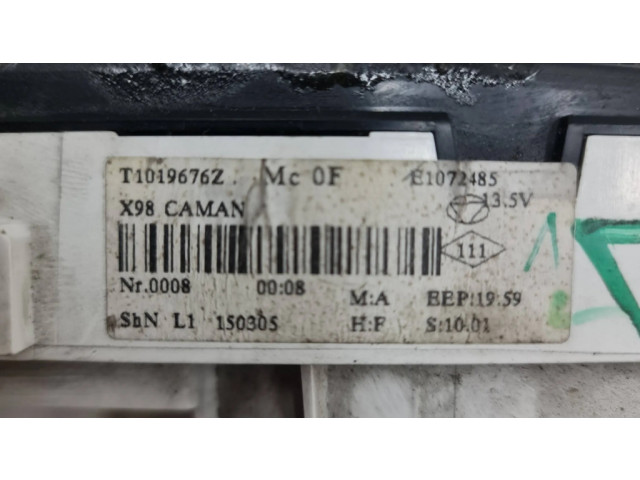 T1019676Z Mc 0F E1072485
13.5V
X98 CAMAN
111
Nr.0008 00:08 M:A EEP:19.59
ShN L1 150305 H:F S:10.01